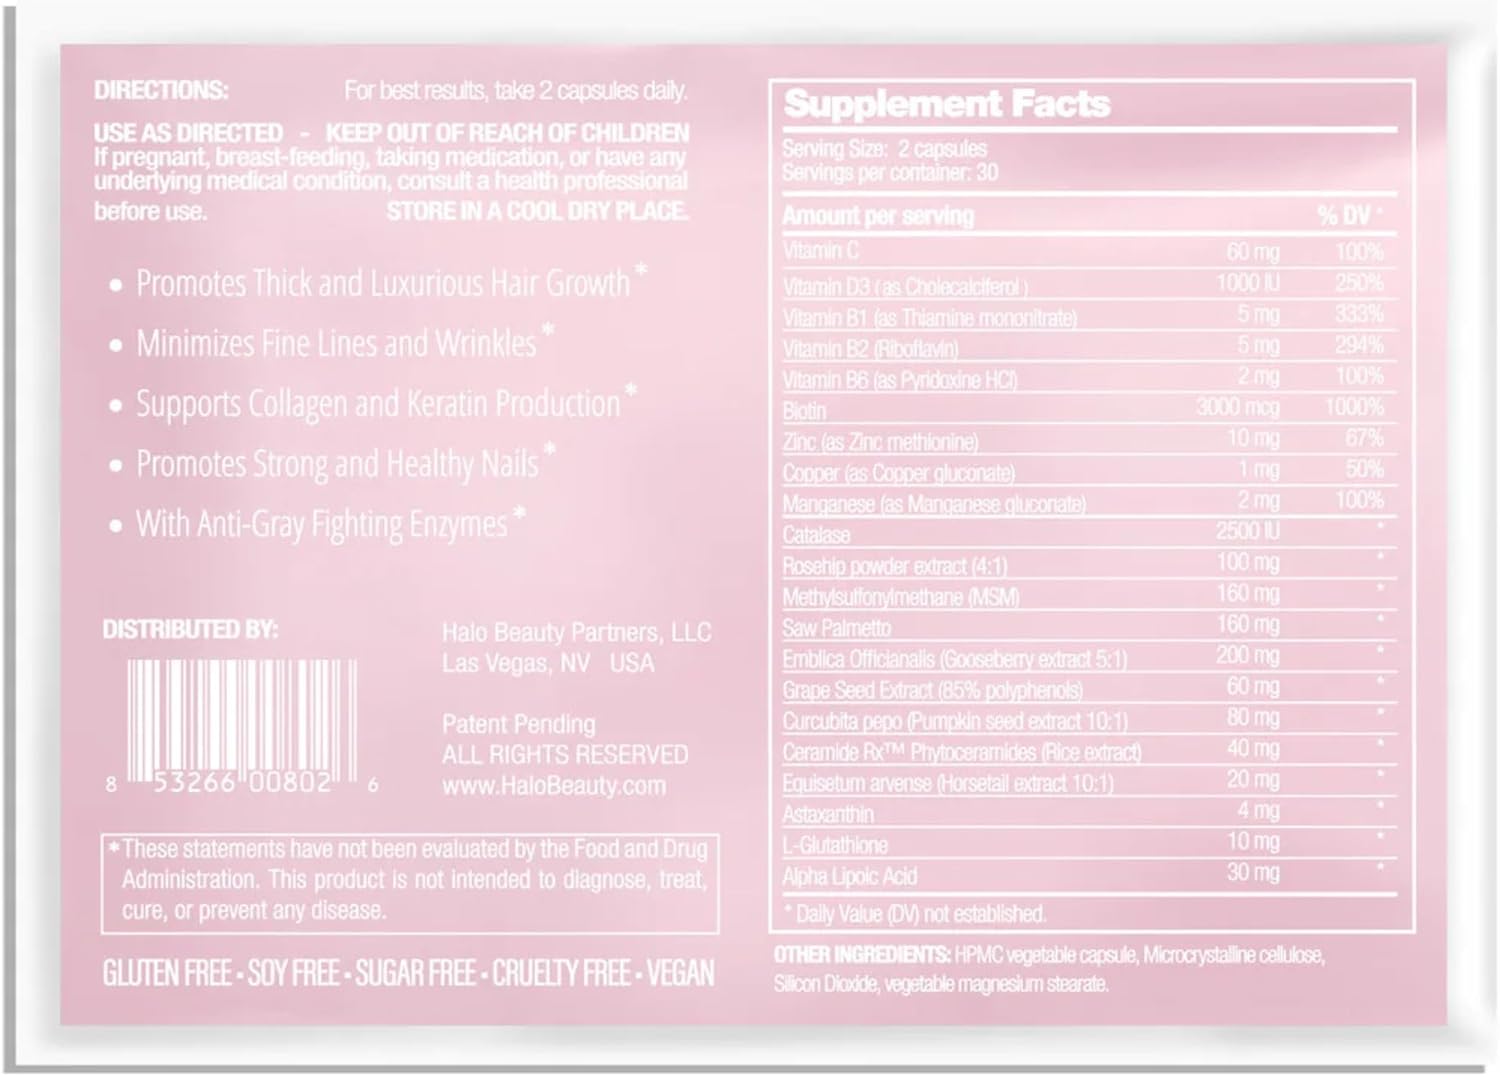 DIRECTIONS: For best results, take 2 capsules daily.
USE AS DIRECTED - KEEP OUT OF REACH OF CHILDREN
If pregnant, breast-feeding, taking medication, or have any
underlying medical condition, consult a health professional
before use. STORE IN A COOL DRY PLACE.
• Promotes Thick and Luxurious Hair Growth*
• Minimizes Fine Lines and Wrinkles*
• Supports Collagen and Keratin Production*
• Promotes Strong and Healthy Nails*
• With Anti-Gray Fighting Enzymes*
DISTRIBUTED BY:
Halo Beauty Partners, LLC
Las Vegas, NV USA
Patent Pending
ALL RIGHTS RESERVED
www.HaloBeauty.com
8 53266 00802 6
*These statements have not been evaluated by the Food and Drug
Administration. This product is not intended to diagnose, treat,
cure, or prevent any disease.
GLUTEN FREE - SOY FREE - SUGAR FREE - CRUELTY FREE - VEGAN
Supplement Facts
Serving Size: 2 capsules
Servings per container: 30
Amount per serving % DV *
Vitamin C 60 mg 100%
Vitamin D3 (as Cholecalciferol) 1000 IU 250%
Vitamin B1 (as Thiamine mononitrate) 5 mg 333%
Vitamin B2 (Riboflavin) 5 mg 294%
Vitamin B6 (as Pyridoxine HCl) 2 mg 100%
Biotin 3000 mcg 1000%
Zinc (as Zinc methionine) 10 mg 67%
Copper (as Copper gluconate) 1 mg 50%
Manganese (as Manganese gluconate) 2 mg 100%
Catalase 2500 IU *
Rosehip powder extract (4:1) 100 mg *
Methylsulfonylmethane (MSM) 160 mg *
Saw Palmetto 160 mg *
Emblica Officianalis (Gooseberry extract 5:1) 200 mg *
Grape Seed Extract (85% polyphenols) 60 mg *
Curcubita pepo (Pumpkin seed extract 10:1) 80 mg *
Ceramide Rx™ Phytoceramides (Rice extract) 40 mg *
Equisetum arvense (Horsetail extract 10:1) 20 mg *
Astaxanthin 4 mg *
L-Glutathione 10 mg *
Alpha Lipoic Acid 30 mg *
* Daily Value (DV) not established.
OTHER INGREDIENTS: HPMC vegetable capsule, Microcrystalline cellulose,
Silicon Dioxide, vegetable magnesium stearate.